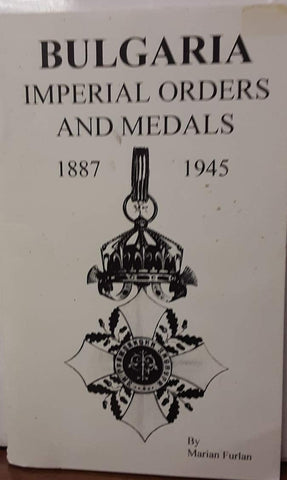 BULGARIA
IMPERIAL ORDERS
AND MEDALS
1887 1945
By
Marian Furlan